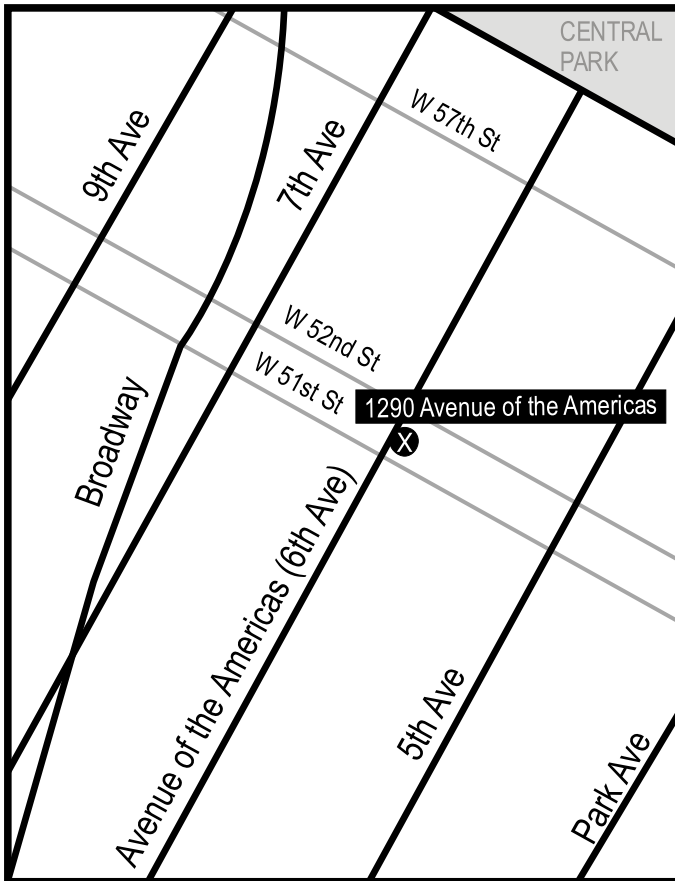 CENTRAL
PARK
W 57th St
9th Ave
7th Ave
W 52nd St
W 51st St
1290 Avenue of the Americas
X
Broadway
Avenue of the Americas (6th Ave)
5th Ave
Park Ave